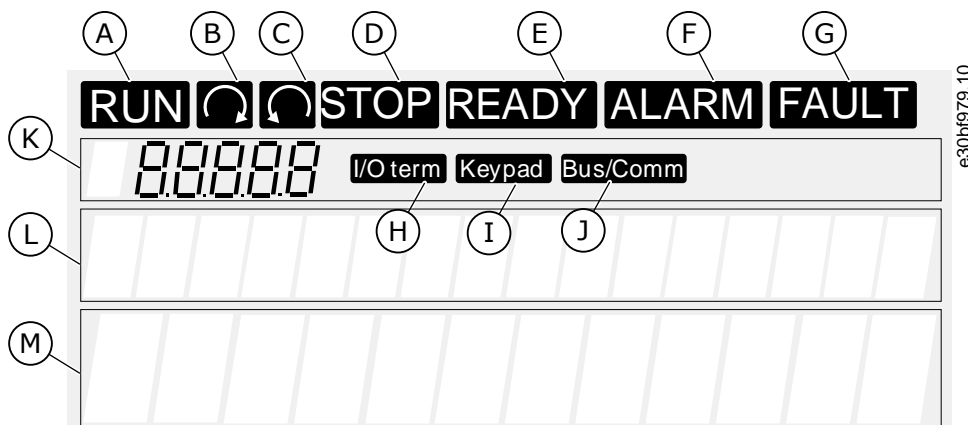 A B C D E F G
RUN STOP READY ALARM FAULT
K 8.8.8.8.8 I/O term Keypad Bus/Comm
H I J
L
M
e30bf979.10